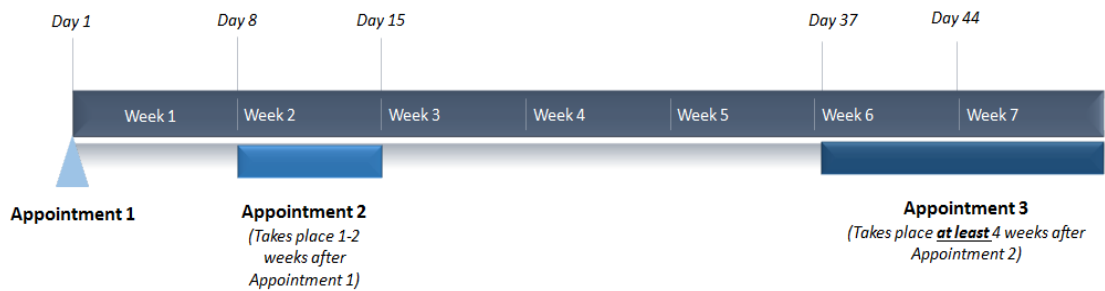 Day 1
Day 8
Day 15
Day 37
Day 44
Week 1
Week 2
Week 3
Week 4
Week 5
Week 6
Week 7
Appointment 1
Appointment 2
(Takes place 1-2
weeks after
Appointment 1)
Appointment 3
(Takes place at least 4 weeks after
Appointment 2)